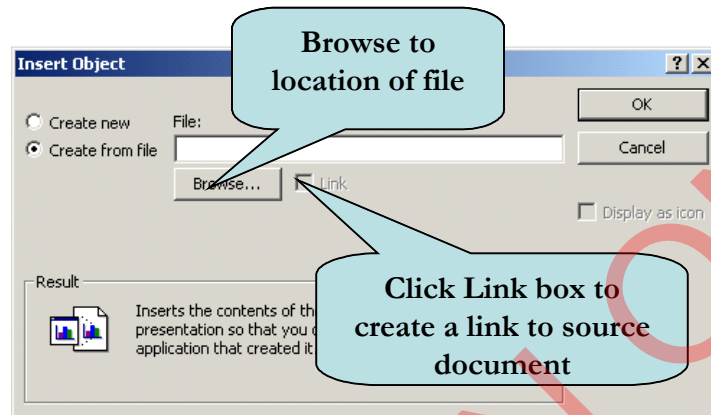 Browse to
location of file
Insert Object
Create new
File:
OK
Create from file
Cancel
Browse...
Link
Display as icon
Click Link box to
create a link to source
document
Result
Inserts the contents of th
presentation so that you
application that created it